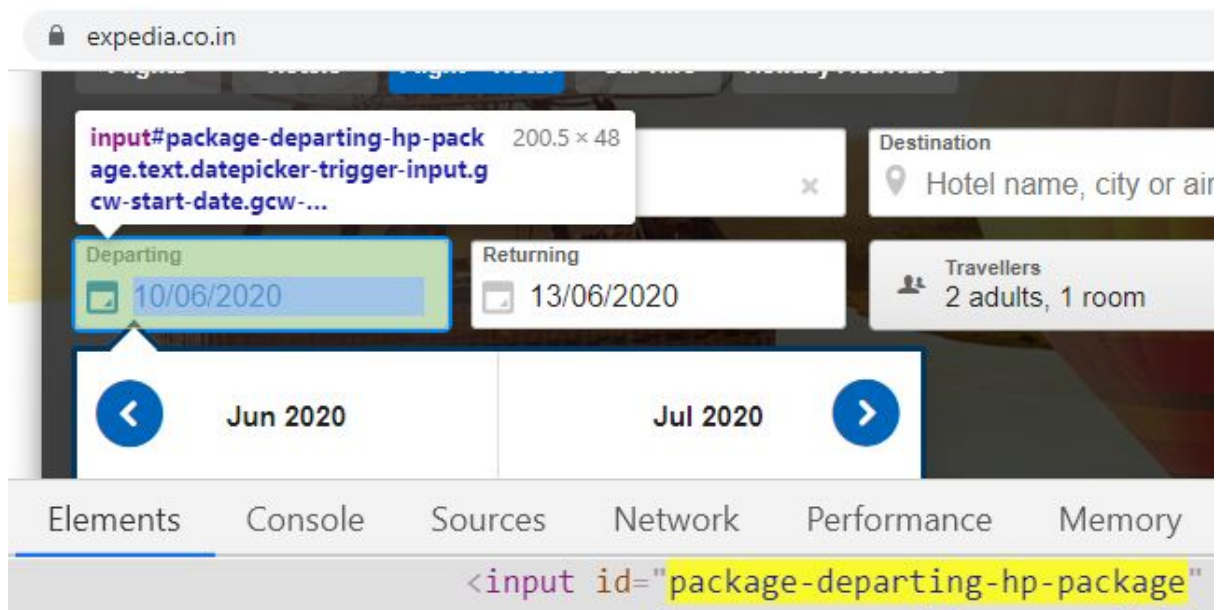 expedia.co.in
input#package-departing-hp-pack 200.5 × 48
age.text.datepicker-trigger-input.g
cw-start-date.gcw-...
Destination
Hotel name, city or air
Departing
10/06/2020
Returning
13/06/2020
Travellers
2 adults, 1 room
Jun 2020
Jul 2020
Elements Console Sources Network Performance Memory
<input id="package-departing-hp-package"